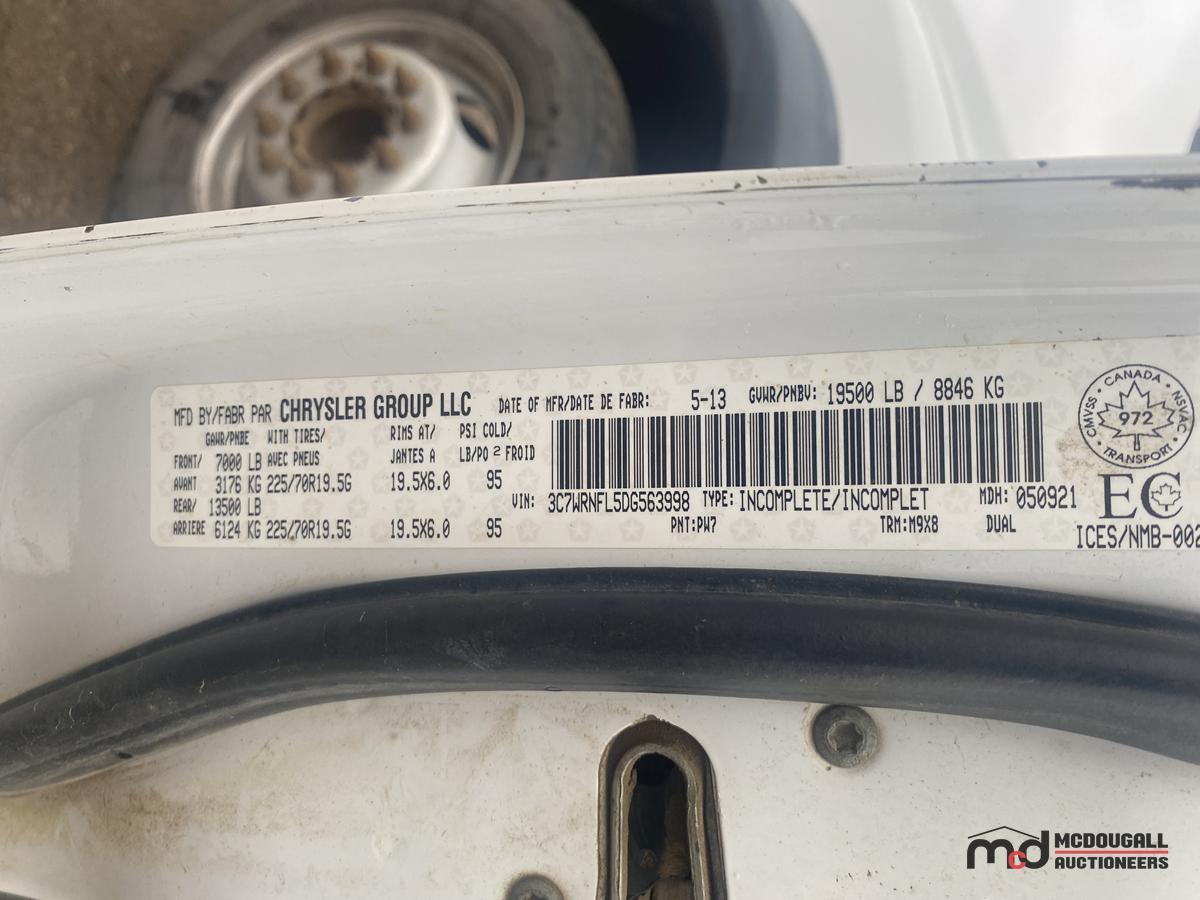 MFD BY/FABR PAR CHRYSLER GROUP LLC DATE OF MFR/DATE DE FABR: 5-13 GVWR/PNBV: 19500 LB / 8846 KG
GAWR/PNBE WITH TIRES/ RIMS AT/ PSI COLD/
FRONT/ 7000 LB AVEC PNEUS JANTES A LB/PO 2 FROID
AVANT 3176 KG 225/70R19.5G 19.5X6.0 95
REAR/ 13500 LB
ARRIERE 6124 KG 225/70R19.5G 19.5X6.0 95
VIN: 3C7WRNFL5DG563998 TYPE: INCOMPLETE/INCOMPLET MDH: 050921
PNT: PW7 TRM: M9X8 DUAL
CANADA
CMVSS
NSVAC
972
TRANSPORT
EC
ICES/NMB-002
mcd MCDOUGALL
AUCTIONEERS